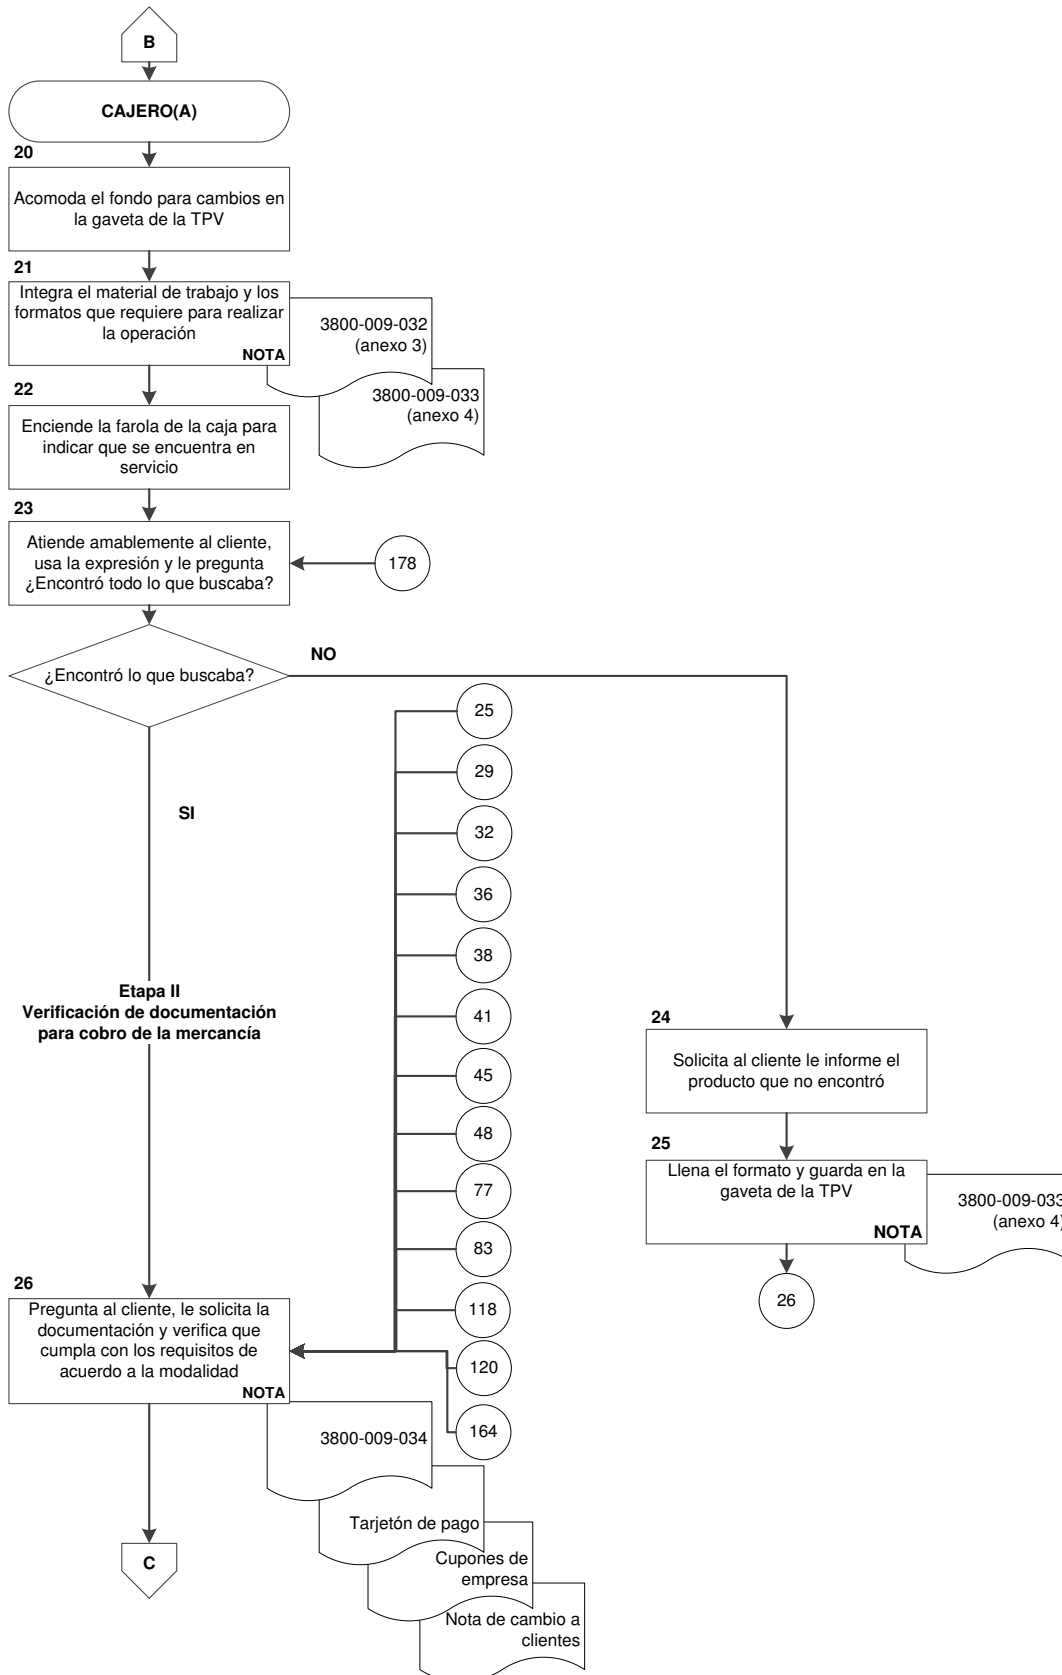 B
CAJERO(A)
20
Acomoda el fondo para cambios en
la gaveta de la TPV
21
Integra el material de trabajo y los
formatos que requiere para realizar
la operación
NOTA
3800-009-032
(anexo 3)
3800-009-033
(anexo 4)
22
Enciende la farola de la caja para
indicar que se encuentra en
servicio
23
Atiende amablemente al cliente,
usa la expresión y le pregunta
¿Encontró todo lo que buscaba?
178
¿Encontró lo que buscaba?
NO
SI
25
29
32
36
38
41
45
48
77
83
118
120
164
Etapa II
Verificación de documentación
para cobro de la mercancía
24
Solicita al cliente le informe el
producto que no encontró
25
Llena el formato y guarda en la
gaveta de la TPV
NOTA
3800-009-033
(anexo 4)
26
26
Pregunta al cliente, le solicita la
documentación y verifica que
cumpla con los requisitos de
acuerdo a la modalidad
NOTA
3800-009-034
Tarjetón de pago
Cupones de
empresa
Nota de cambio a
clientes
C